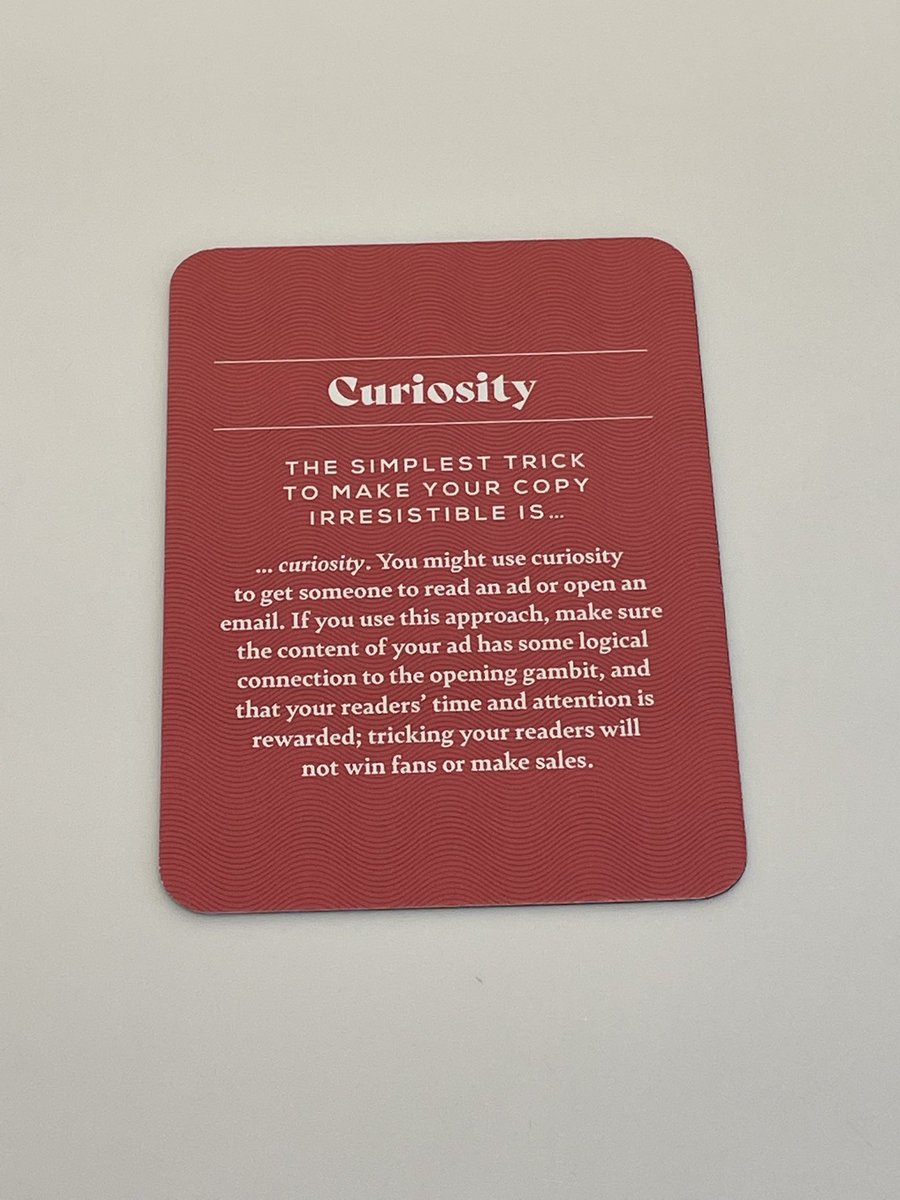 Curiosity
THE SIMPLEST TRICK
TO MAKE YOUR COPY
IRRESISTIBLE IS…
… curiosity. You might use curiosity
to get someone to read an ad or open an
email. If you use this approach, make sure
the content of your ad has some logical
connection to the opening gambit, and
that your readers’ time and attention is
rewarded; tricking your readers will
not win fans or make sales.